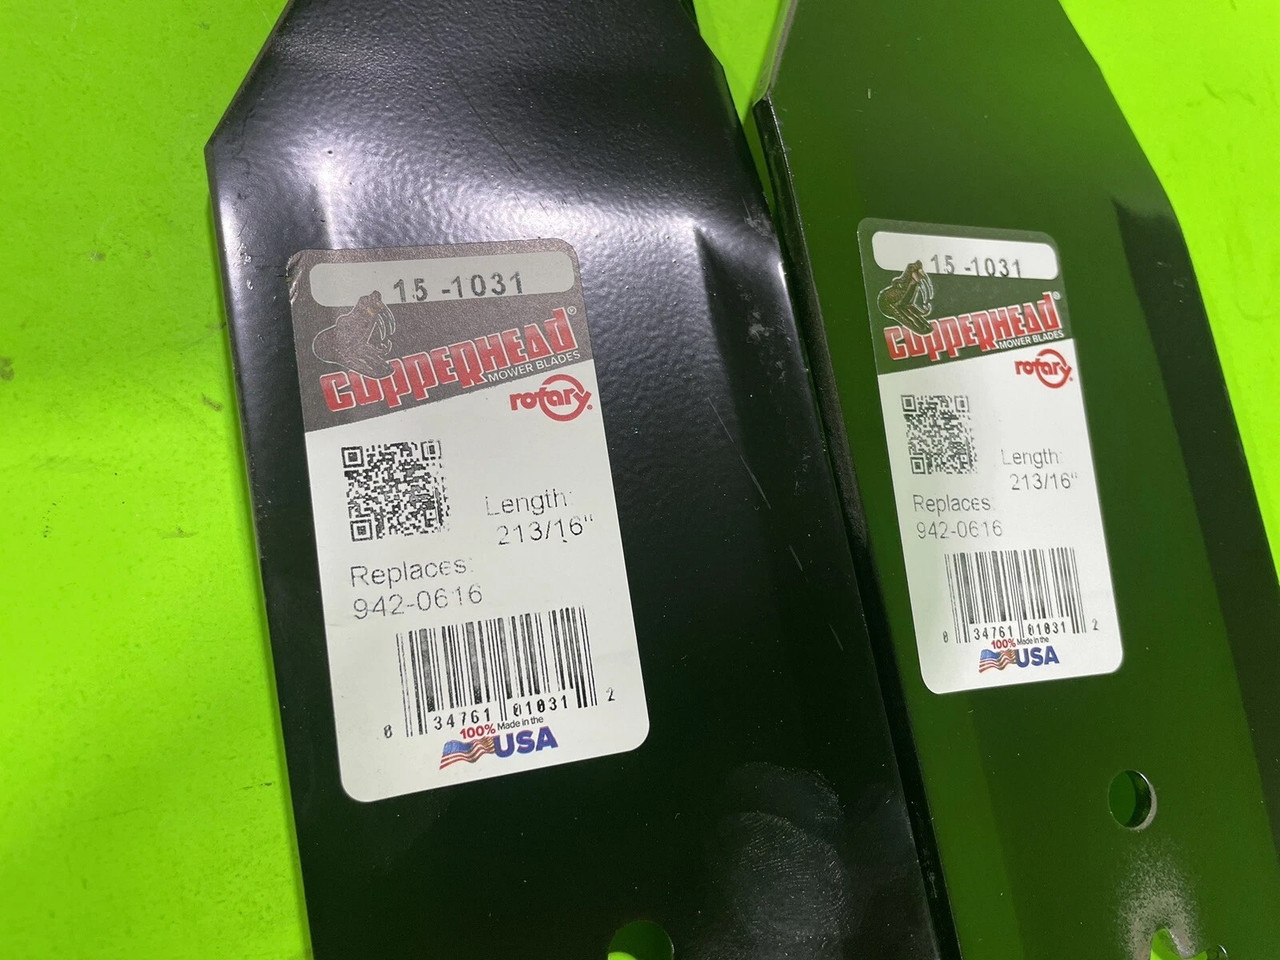 15 -1031
COPPERHEAD®
MOWER BLADES
rotary®
Length:
213/16"
Replaces:
942-0616
0 34761 01031 2
100% Made in the
USA
15 -1031
COPPERHEAD®
MOWER BLADES
rotary®
Length:
213/16"
Replaces:
942-0616
0 34761 01031 2
100% Made in the
USA